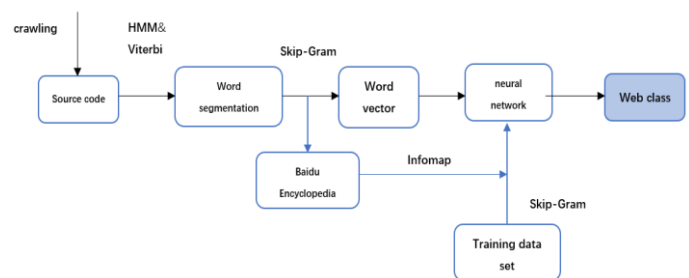 crawling
HMM&
Viterbi
Skip-Gram
Source code
Word
segmentation
Word
vector
neural
network
Web class
Baidu
Encyclopedia
Infomap
Skip-Gram
Training data
set